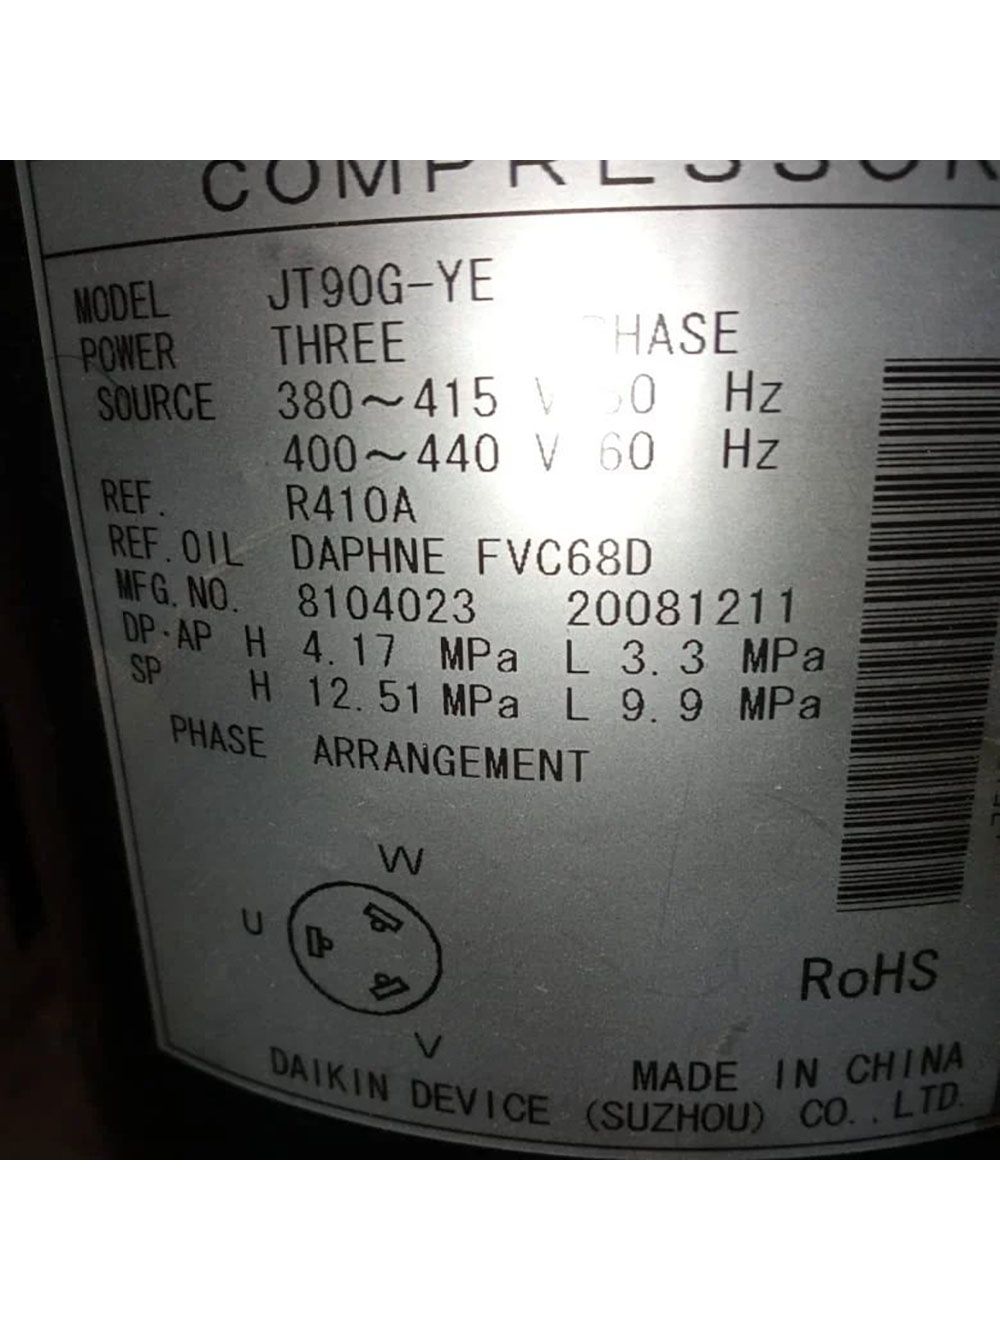 COMPRESSOR
MODEL JT90G-YE
POWER THREE PHASE
SOURCE 380~415 V 50 Hz
400~440 V 60 Hz
REF. R410A
REF.OIL DAPHNE FVC68D
MFG.NO. 8104023 20081211
DP·AP H 4.17 MPa L 3.3 MPa
SP H 12.51 MPa L 9.9 MPa
PHASE ARRANGEMENT
W
U
V
RoHS
MADE IN CHINA
DAIKIN DEVICE (SUZHOU) CO.,LTD.